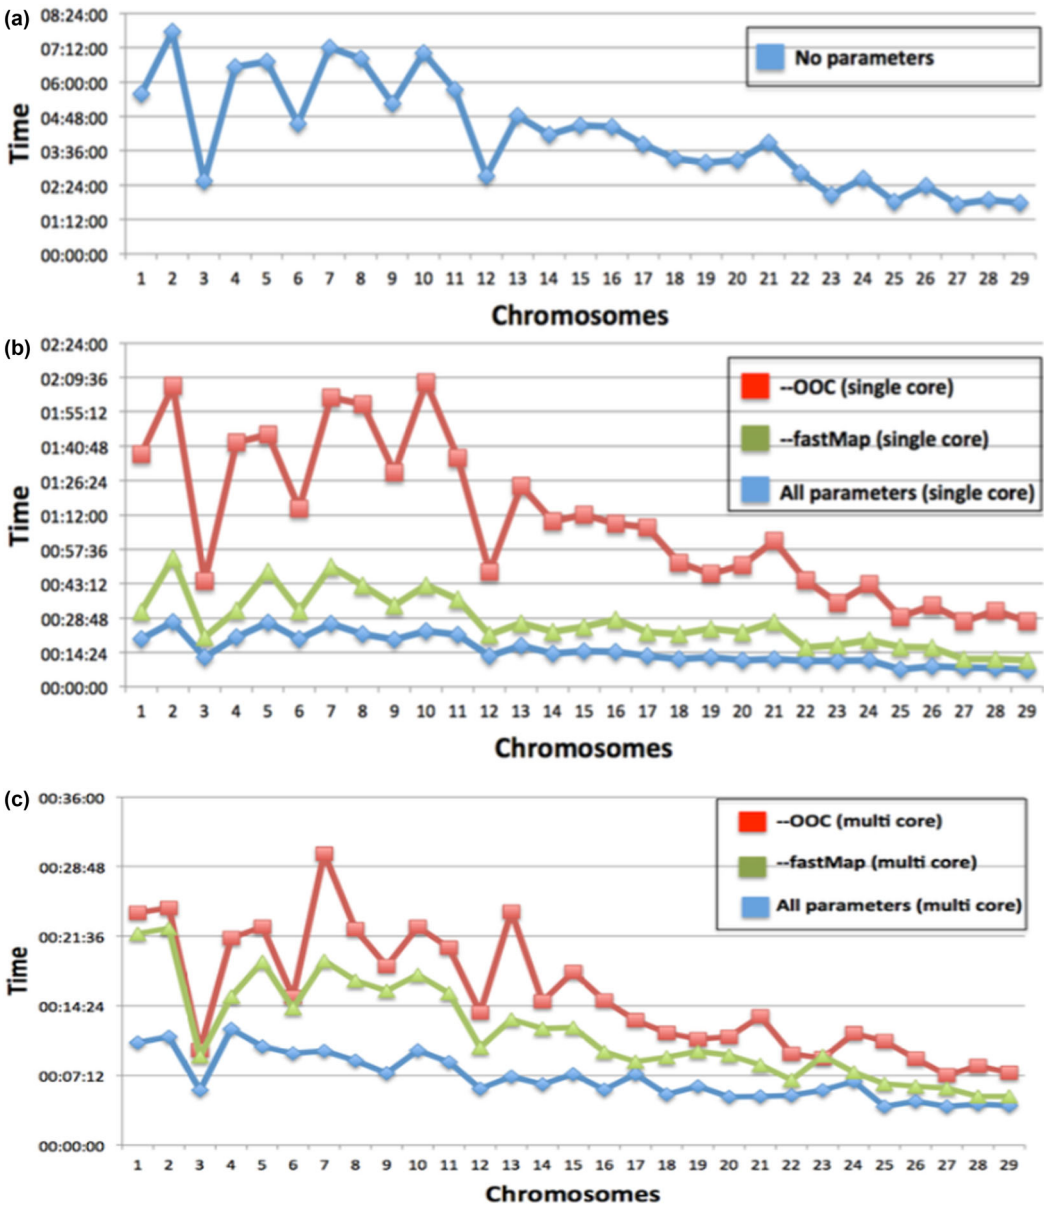 (a)
08:24:00
07:12:00
06:00:00
04:48:00
03:36:00
02:24:00
01:12:00
00:00:00
Time
No parameters
1 2 3 4 5 6 7 8 9 10 11 12 13 14 15 16 17 18 19 20 21 22 23 24 25 26 27 28 29
Chromosomes
(b)
02:24:00
02:09:36
01:55:12
01:40:48
01:26:24
01:12:00
00:57:36
00:43:12
00:28:48
00:14:24
00:00:00
Time
--OOC (single core)
--fastMap (single core)
All parameters (single core)
1 2 3 4 5 6 7 8 9 10 11 12 13 14 15 16 17 18 19 20 21 22 23 24 25 26 27 28 29
Chromosomes
(c)
00:36:00
00:28:48
00:21:36
00:14:24
00:07:12
00:00:00
Time
--OOC (multi core)
--fastMap (multi core)
All parameters (multi core)
1 2 3 4 5 6 7 8 9 10 11 12 13 14 15 16 17 18 19 20 21 22 23 24 25 26 27 28 29
Chromosomes